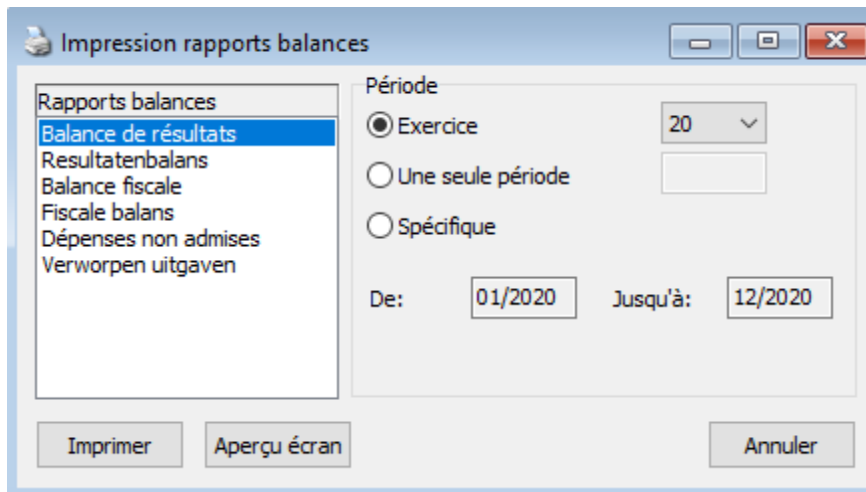 Impression rapports balances
Rapports balances
Balance de résultats
Resultatenbalans
Balance fiscale
Fiscale balans
Dépenses non admises
Verworpen uitgaven
Période
Exercice 20
Une seule période
Spécifique
De: 01/2020 Jusqu'à: 12/2020
Imprimer Aperçu écran Annuler